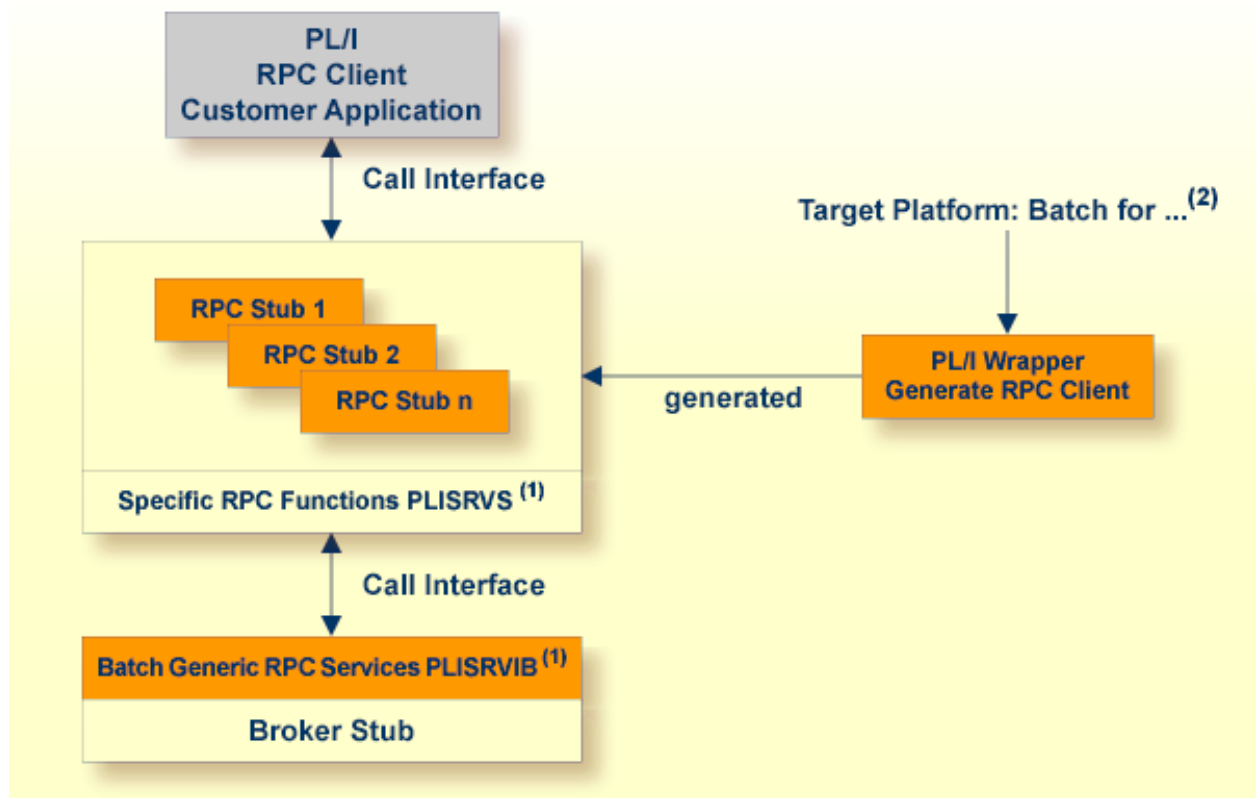 PL/I
RPC Client
Customer Application
Call Interface
Target Platform: Batch for ...(2)
RPC Stub 1
RPC Stub 2
RPC Stub n
generated
PL/I Wrapper
Generate RPC Client
Specific RPC Functions PLISRVS (1)
Call Interface
Batch Generic RPC Services PLISRVIB (1)
Broker Stub